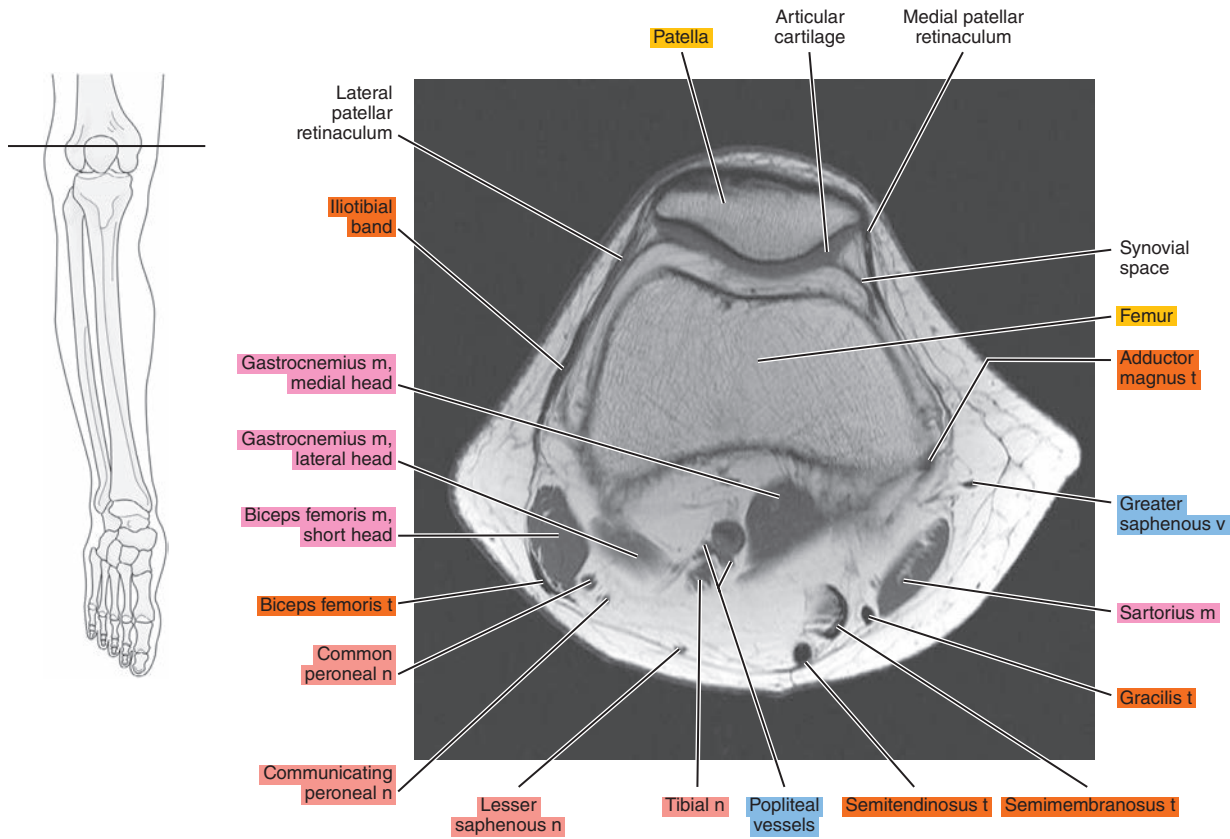 Patella
Articular
cartilage
Medial patellar
retinaculum
Lateral
patellar
retinaculum
Iliotibial
band
Synovial
space
Femur
Adductor
magnus t
Gastrocnemius m,
medial head
Gastrocnemius m,
lateral head
Biceps femoris m,
short head
Greater
saphenous v
Biceps femoris t
Sartorius m
Common
peroneal n
Gracilis t
Communicating
peroneal n
Lesser
saphenous n
Tibial n
Popliteal
vessels
Semitendinosus t
Semimembranosus t